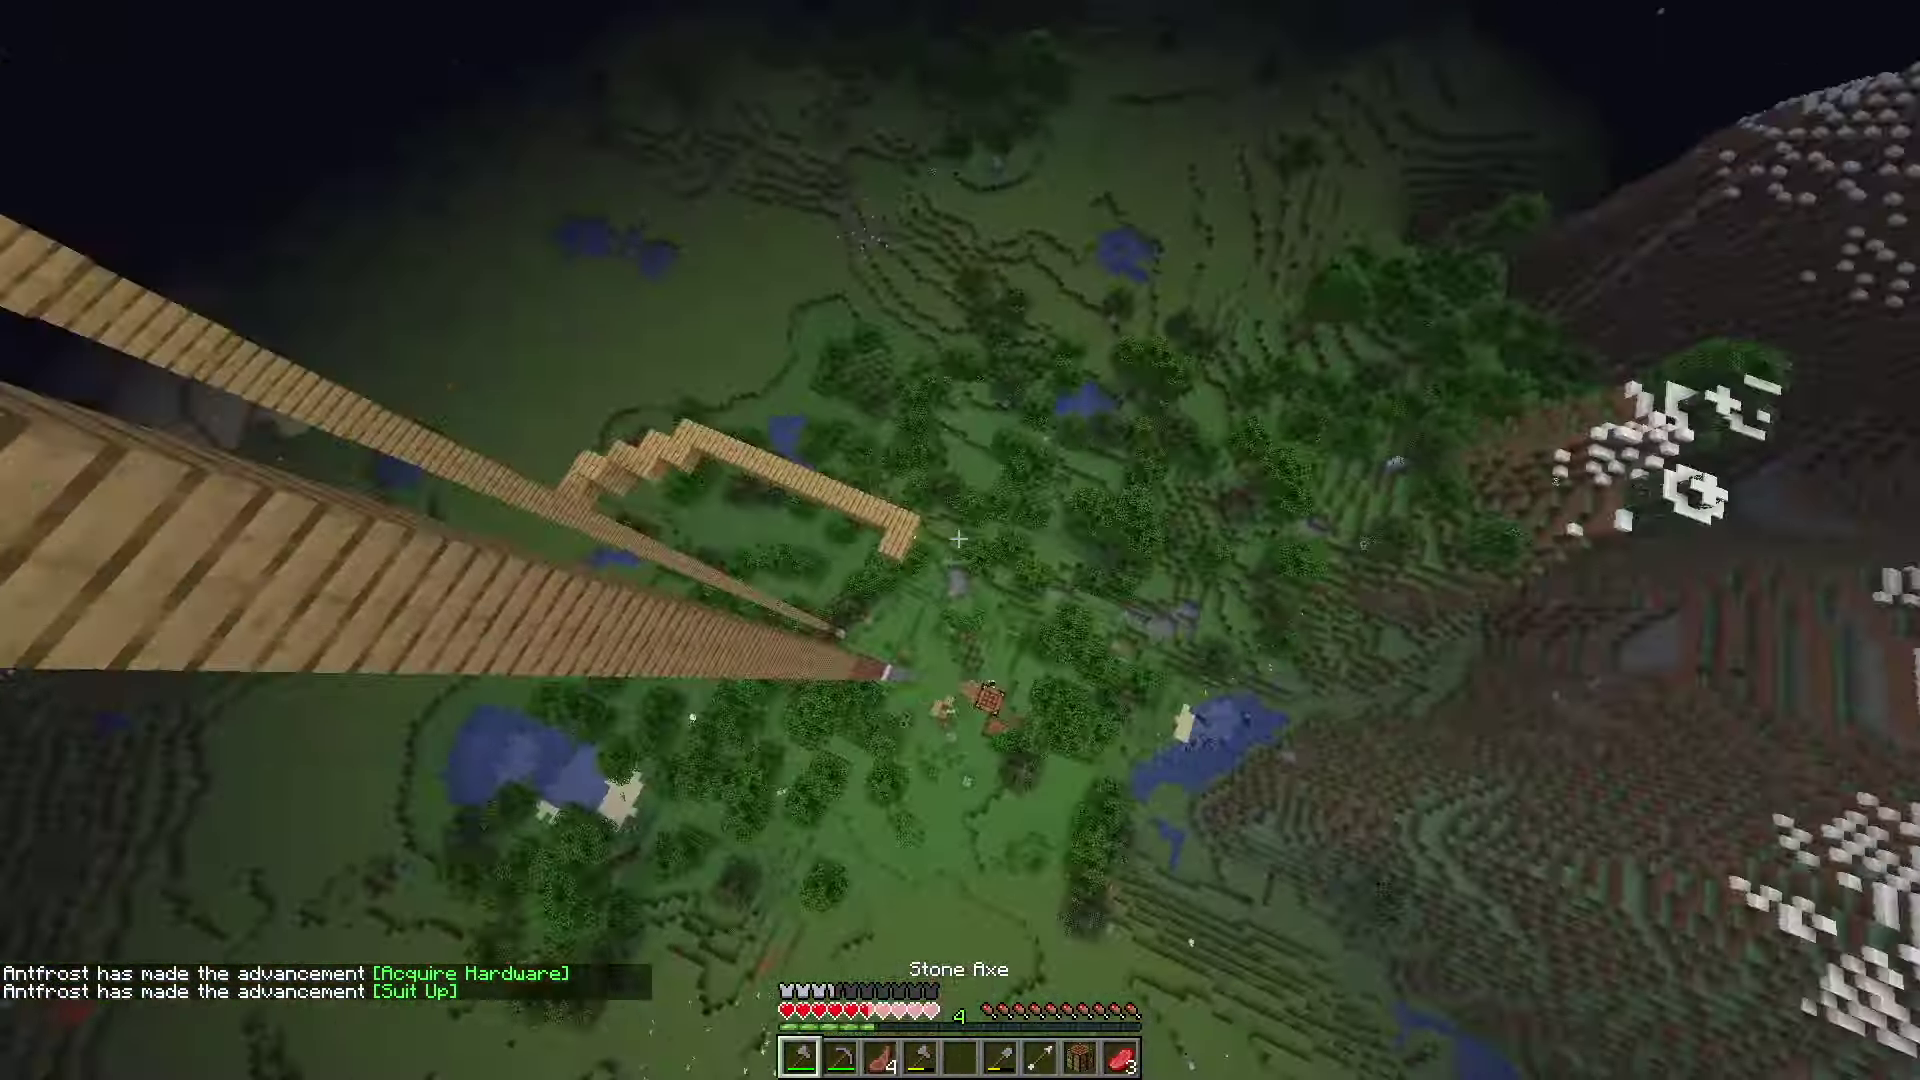 Antfrost has made the advancement [Acquire Hardware]
Antfrost has made the advancement [Suit Up]
Stone Axe
4
4
3